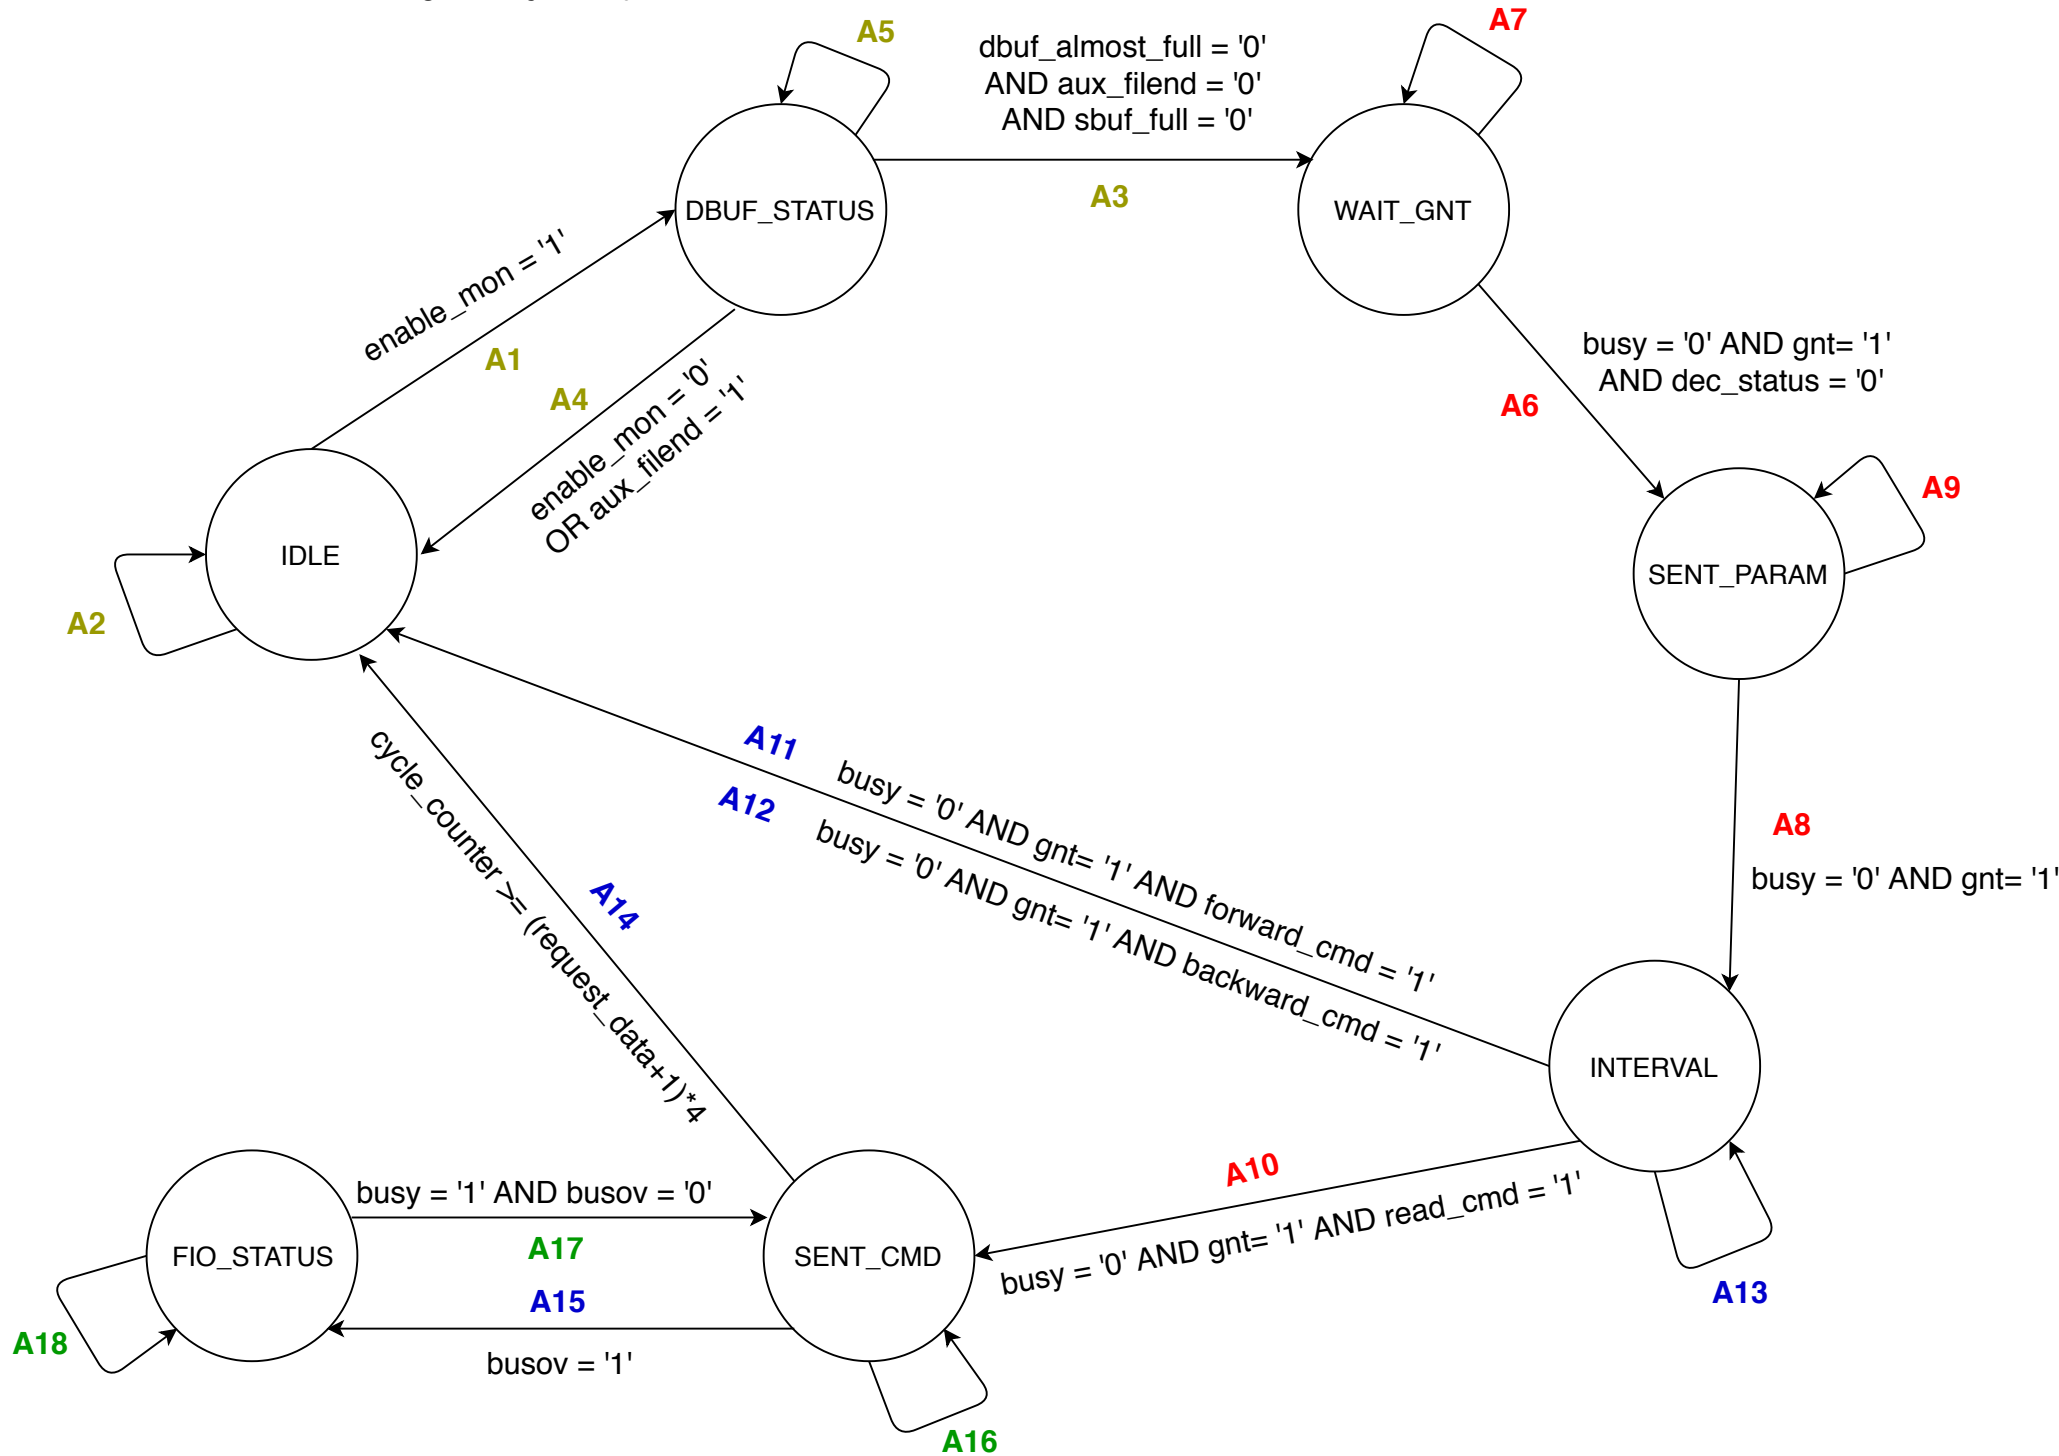 A5
dbuf_almost_full = '0'
AND aux_filend = '0'
AND sbuf_full = '0'
A7
DBUF_STATUS
A3
WAIT_GNT
enable_mon = '1'
A1
A4
enable_mon = '0'
OR aux_filend = '1'
busy = '0' AND gnt= '1'
AND dec_status = '0'
A6
IDLE
A2
SENT_PARAM
A9
A11
busy = '0' AND gnt= '1' AND forward_cmd = '1'
A12
busy = '0' AND gnt= '1' AND backward_cmd = '1'
A8
busy = '0' AND gnt= '1'
A14
cycle_counter >= (request_data+1)*4
INTERVAL
A10
busy = '0' AND gnt= '1' AND read_cmd = '1'
A13
busy = '1' AND busov = '0'
A17
FIO_STATUS
SENT_CMD
A15
busov = '1'
A18
A16